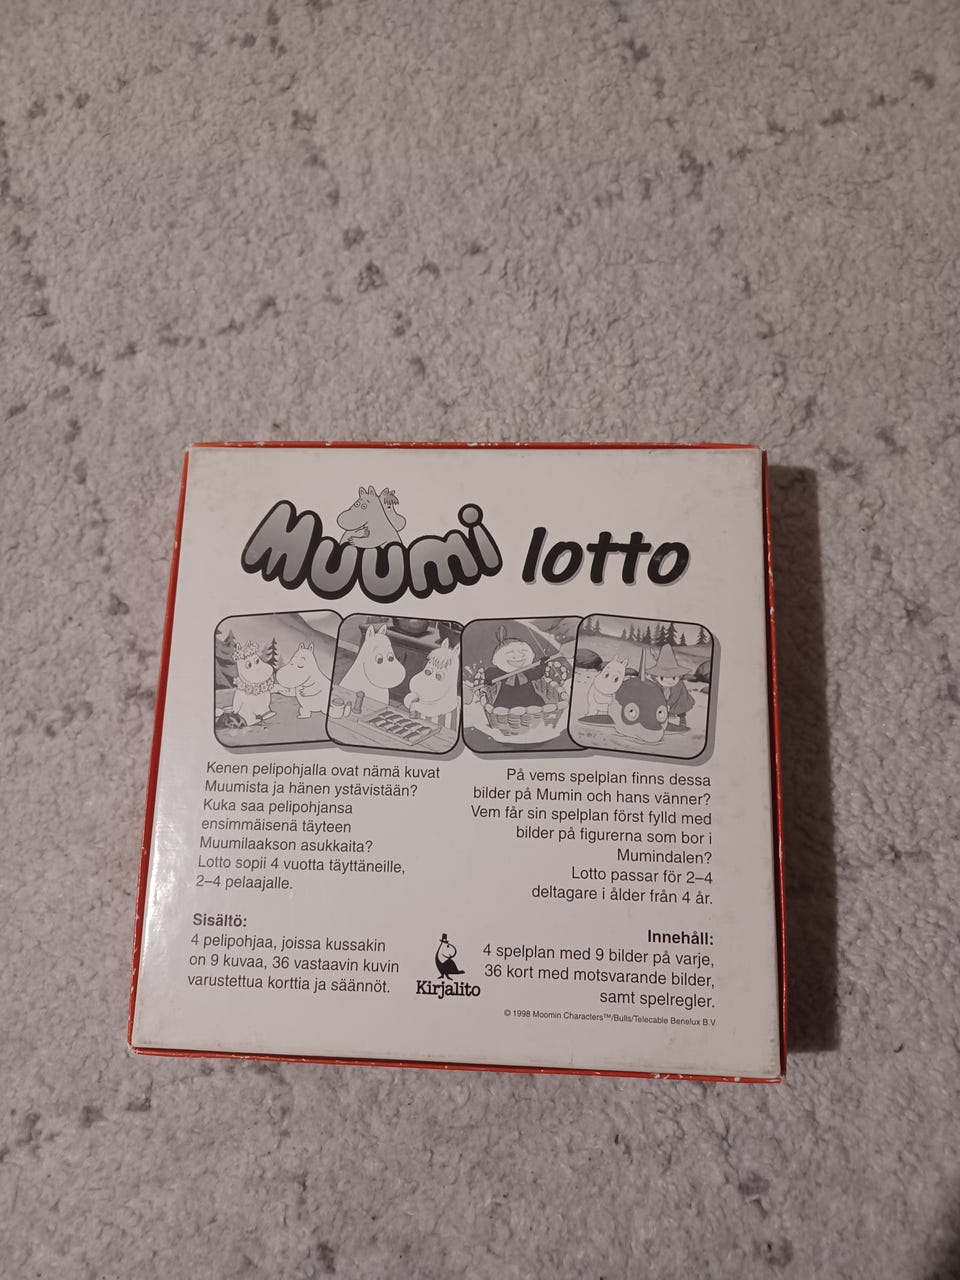 Muumi lotto
Kenen pelipohjalla ovat nämä kuvat
Muumista ja hänen ystävistään?
Kuka saa pelipohjansa
ensimmäisenä täyteen
Muumilaakson asukkaita?
Lotto sopii 4 vuotta täyttäneille,
2–4 pelaajalle.
Sisältö:
4 pelipohjaa, joissa kussakin
on 9 kuvaa, 36 vastaavin kuvin
varustettua korttia ja säännöt.
Kirjalito
På vems spelplan finns dessa
bilder på Mumin och hans vänner?
Vem får sin spelplan först fylld med
bilder på figurerna som bor i
Mumindalen?
Lotto passar för 2–4
deltagare i ålder från 4 år.
Innehåll:
4 spelplan med 9 bilder på varje,
36 kort med motsvarande bilder,
samt spelregler.
© 1998 Moomin Characters™/Bulls/Telecable Benelux B.V